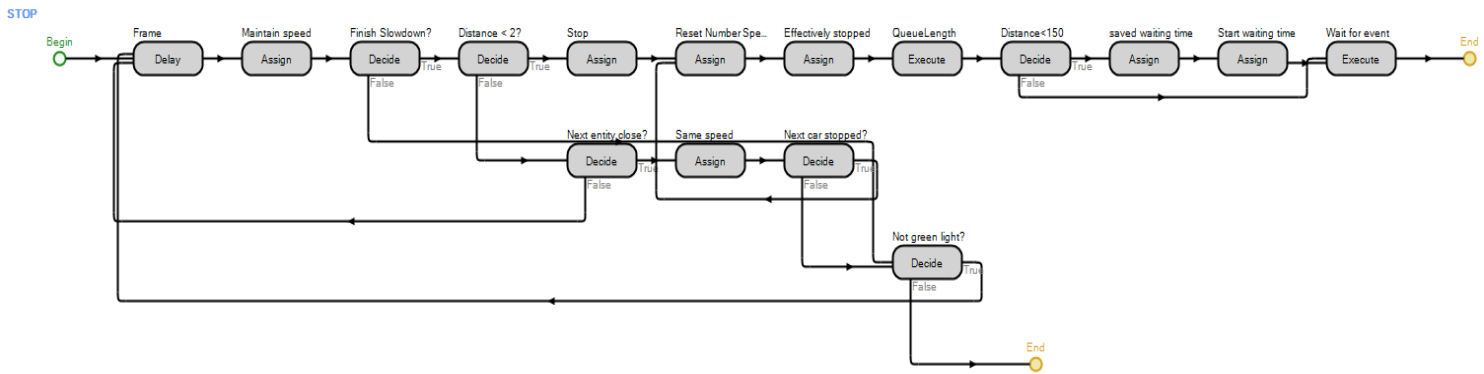 STOP
Begin
Frame
Delay
Maintain speed
Assign
Finish Slowdown?
Decide
True
False
Distance < 2?
Decide
True
False
Stop
Assign
Reset Number Spe...
Assign
Effectively stopped
Assign
QueueLength
Execute
Distance<150
Decide
True
False
saved waiting time
Assign
Start waiting time
Assign
Wait for event
Execute
End
Next entity close?
Decide
True
False
Same speed
Assign
Next car stopped?
Decide
True
False
Not green light?
Decide
True
False
End